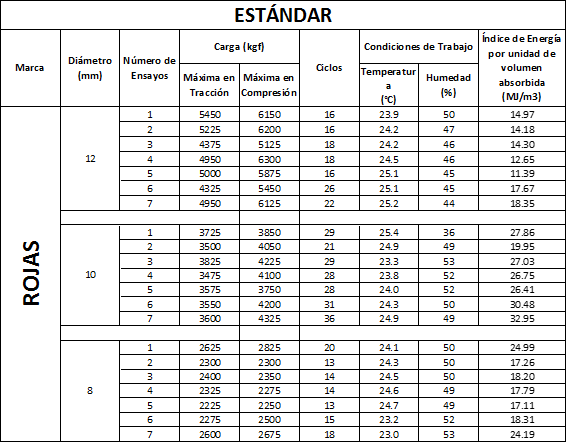 ESTÁNDAR
Marca Diámetro (mm) Número de Ensayos Carga (kgf) Ciclos Condiciones de Trabajo Índice de Energía por unidad de volumen absorbida (MJ/m3)
Máxima en Tracción Máxima en Compresión Temperatura (°C) Humedad (%)
ROJAS
12
1 5450 6150 16 23.9 50 14.97
2 5225 6200 16 24.2 47 14.18
3 4375 5125 18 24.2 46 14.30
4 4950 6300 18 24.5 46 12.65
5 5000 5875 16 25.1 45 11.39
6 4325 5450 26 25.1 45 17.67
7 4950 6125 22 25.2 44 18.35
10
1 3725 3850 29 25.4 36 27.86
2 3500 4050 21 24.9 49 19.95
3 3825 4225 29 23.3 53 27.03
4 3475 4100 28 23.8 52 26.75
5 3575 3750 28 24.0 52 26.41
6 3550 4200 31 24.3 50 30.48
7 3600 4325 36 24.9 49 32.95
8
1 2625 2825 20 24.1 50 24.99
2 2300 2300 13 24.3 50 17.26
3 2400 2350 14 24.5 50 18.20
4 2325 2275 14 24.6 49 17.79
5 2225 2250 13 24.7 49 17.11
6 2275 2500 15 23.2 52 18.31
7 2600 2675 18 23.0 53 24.19